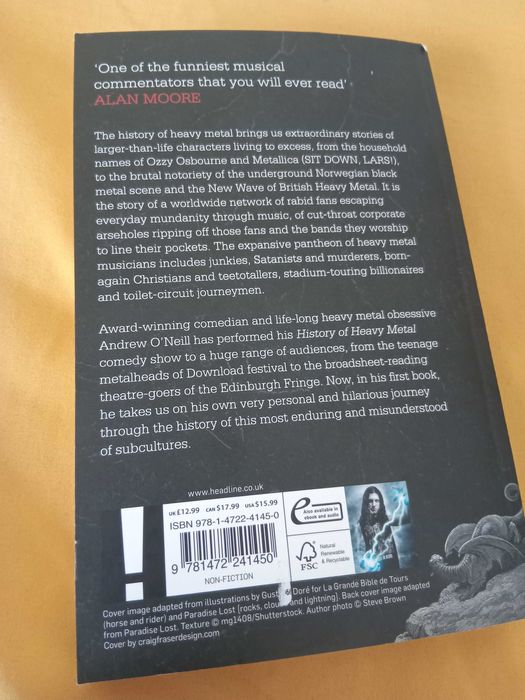 ‘One of the funniest musical
commentators that you will ever read’
ALAN MOORE
The history of heavy metal brings us extraordinary stories of
larger-than-life characters living to excess, from the household
names of Ozzy Osbourne and Metallica (SIT DOWN, LARS!),
to the brutal notoriety of the underground Norwegian black
metal scene and the New Wave of British Heavy Metal. It is
the story of a worldwide network of rabid fans escaping
everyday mundanity through music, of cut-throat corporate
arseholes ripping off those fans and the bands they worship
to line their pockets. The expansive pantheon of heavy metal
musicians includes junkies, Satanists and murderers, born-
again Christians and teetotallers, stadium-touring billionaires
and toilet-circuit journeymen.
Award-winning comedian and life-long heavy metal obsessive
Andrew O’Neill has performed his History of Heavy Metal
comedy show to a huge range of audiences, from the teenage
metalheads of Download festival to the broadsheet-reading
theatre-goers of the Edinburgh Fringe. Now, in his first book,
he takes us on his own very personal and hilarious journey
through the history of this most enduring and misunderstood
of subcultures.
www.headline.co.uk
UK £12.99 CAN $17.99 USA $15.99
ISBN 978-1-4722-4145-0
9 781472 241450
NON-FICTION
!
e
Also available in
ebook and audio
FSC
Natural
Renewable
& Recyclable
Cover image adapted from illustrations by Doré for La Grande Bible de Tours
(horse and rider) and Paradise Lost [rocks, clouds and lightning]. Back cover image adapted
from Paradise Lost. Texture © mg1408/Shutterstock. Author photo © Steve Brown
Cover by craigfraserdesign.com